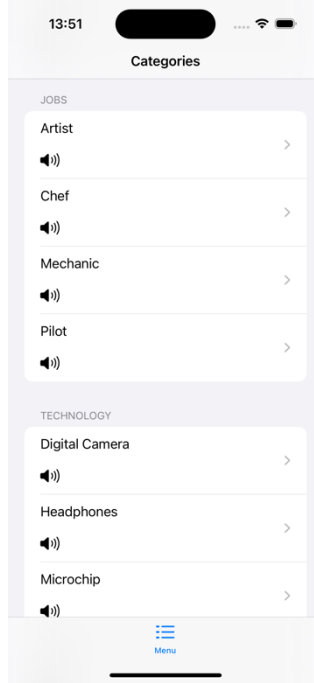 13:51
Categories
JOBS
Artist
Chef
Mechanic
Pilot
TECHNOLOGY
Digital Camera
Headphones
Microchip
Menu